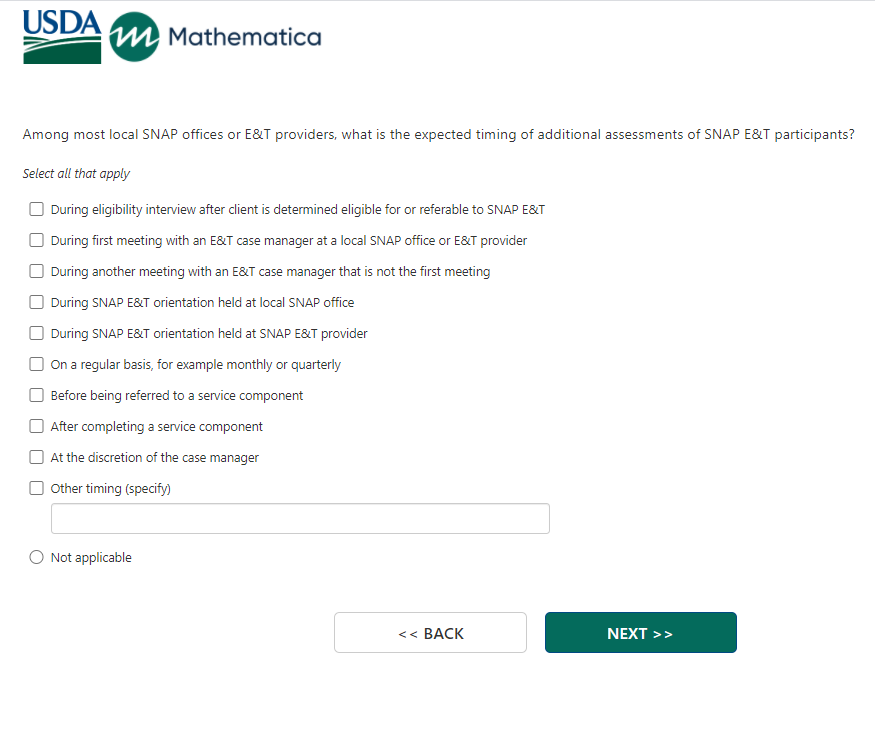 USDA
m Mathematica
Among most local SNAP offices or E&T providers, what is the expected timing of additional assessments of SNAP E&T participants?
Select all that apply
During eligibility interview after client is determined eligible for or referable to SNAP E&T
During first meeting with an E&T case manager at a local SNAP office or E&T provider
During another meeting with an E&T case manager that is not the first meeting
During SNAP E&T orientation held at local SNAP office
During SNAP E&T orientation held at SNAP E&T provider
On a regular basis, for example monthly or quarterly
Before being referred to a service component
After completing a service component
At the discretion of the case manager
Other timing (specify)
Not applicable
<< BACK
NEXT >>